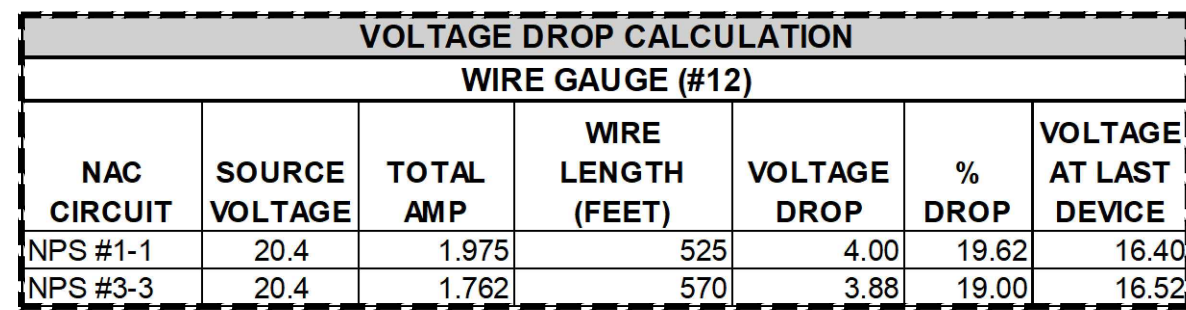 VOLTAGE DROP CALCULATION
WIRE GAUGE (#12)
NAC CIRCUIT SOURCE VOLTAGE TOTAL AMP WIRE LENGTH (FEET) VOLTAGE DROP % DROP VOLTAGE AT LAST DEVICE
NPS #1-1 20.4 1.975 525 4.00 19.62 16.40
NPS #3-3 20.4 1.762 570 3.88 19.00 16.52